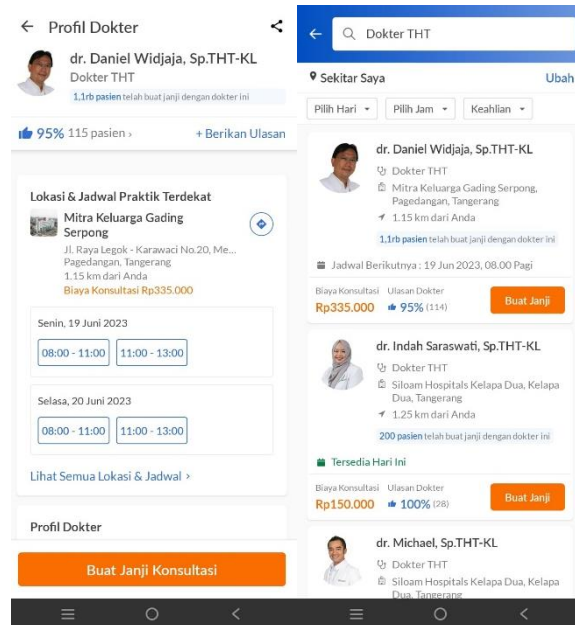 Profil Dokter
dr. Daniel Widjaja, Sp.THT-KL
Dokter THT
1,1rb pasien telah buat janji dengan dokter ini
95% 115 pasien ›
+ Berikan Ulasan
Lokasi & Jadwal Praktik Terdekat
Mitra Keluarga Gading
Serpong
Jl. Raya Legok - Karawaci No.20, Me...
Pagedangan, Tangerang
1.15 km dari Anda
Biaya Konsultasi Rp335.000
Senin, 19 Juni 2023
08:00 - 11:00 11:00 - 13:00
Selasa, 20 Juni 2023
08:00 - 11:00 11:00 - 13:00
Lihat Semua Lokasi & Jadwal ›
Profil Dokter
Buat Janji Konsultasi
Dokter THT
Sekitar Saya Ubah
Pilih Hari Pilih Jam Keahlian
dr. Daniel Widjaja, Sp.THT-KL
Dokter THT
Mitra Keluarga Gading Serpong,
Pagedangan, Tangerang
1.15 km dari Anda
1,1rb pasien telah buat janji dengan dokter ini
Jadwal Berikutnya : 19 Jun 2023, 08.00 Pagi
Biaya Konsultasi Ulasan Dokter
Rp335.000 95% (114)
Buat Janji
dr. Indah Saraswati, Sp.THT-KL
Dokter THT
Siloam Hospitals Kelapa Dua, Kelapa
Dua, Tangerang
1.25 km dari Anda
200 pasien telah buat janji dengan dokter ini
Tersedia Hari Ini
Biaya Konsultasi Ulasan Dokter
Rp150.000 100% (28)
Buat Janji
dr. Michael, Sp.THT-KL
Dokter THT
Siloam Hospitals Kelapa Dua, Kelapa
Dua, Tangerang